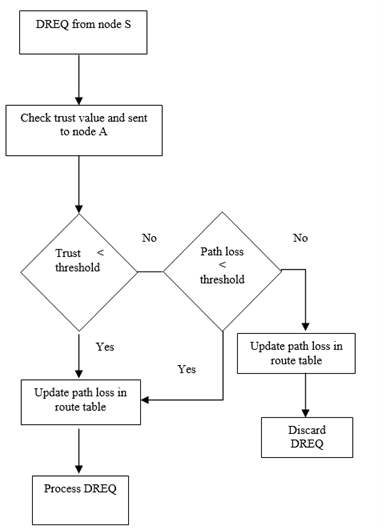 DREQ from node S
Check trust value and sent
to node A
Trust <
threshold
No
Path loss
<
threshold
No
Yes
Update path loss in
route table
Yes
Update path loss in
route table
Discard
DREQ
Process DREQ